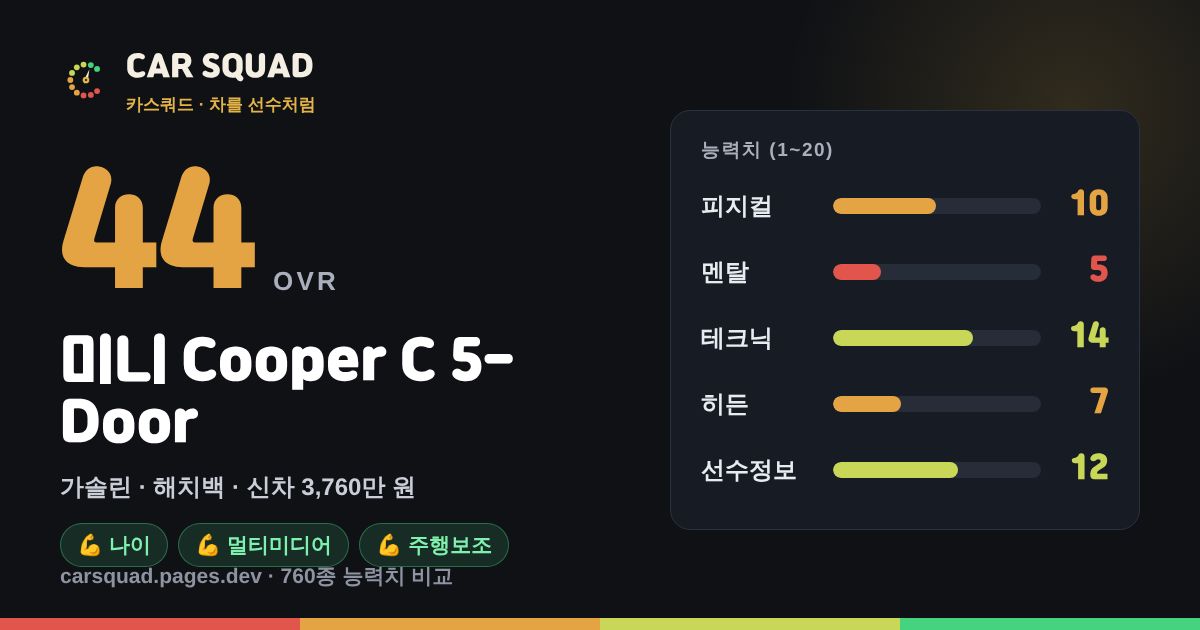 CAR SQUAD
카스쿼드 · 차를 선수처럼
44 OVR
미니 Cooper C 5-
Door
가솔린 · 해치백 · 신차 3,760만 원
💪 나이 💪 멀티미디어 💪 주행보조
carsquad.pages.dev · 760종 능력치 비교
능력치 (1~20)
피지컬 10
멘탈 5
테크닉 14
히든 7
선수정보 12